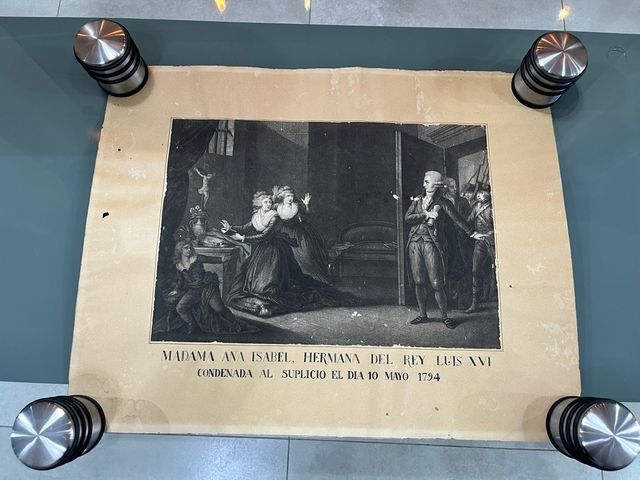 MADAMA ANA ISABEL, HERMANA DEL REY LUIS XVI
CONDENADA AL SUPLICIO EL DIA 10 MAYO 1794